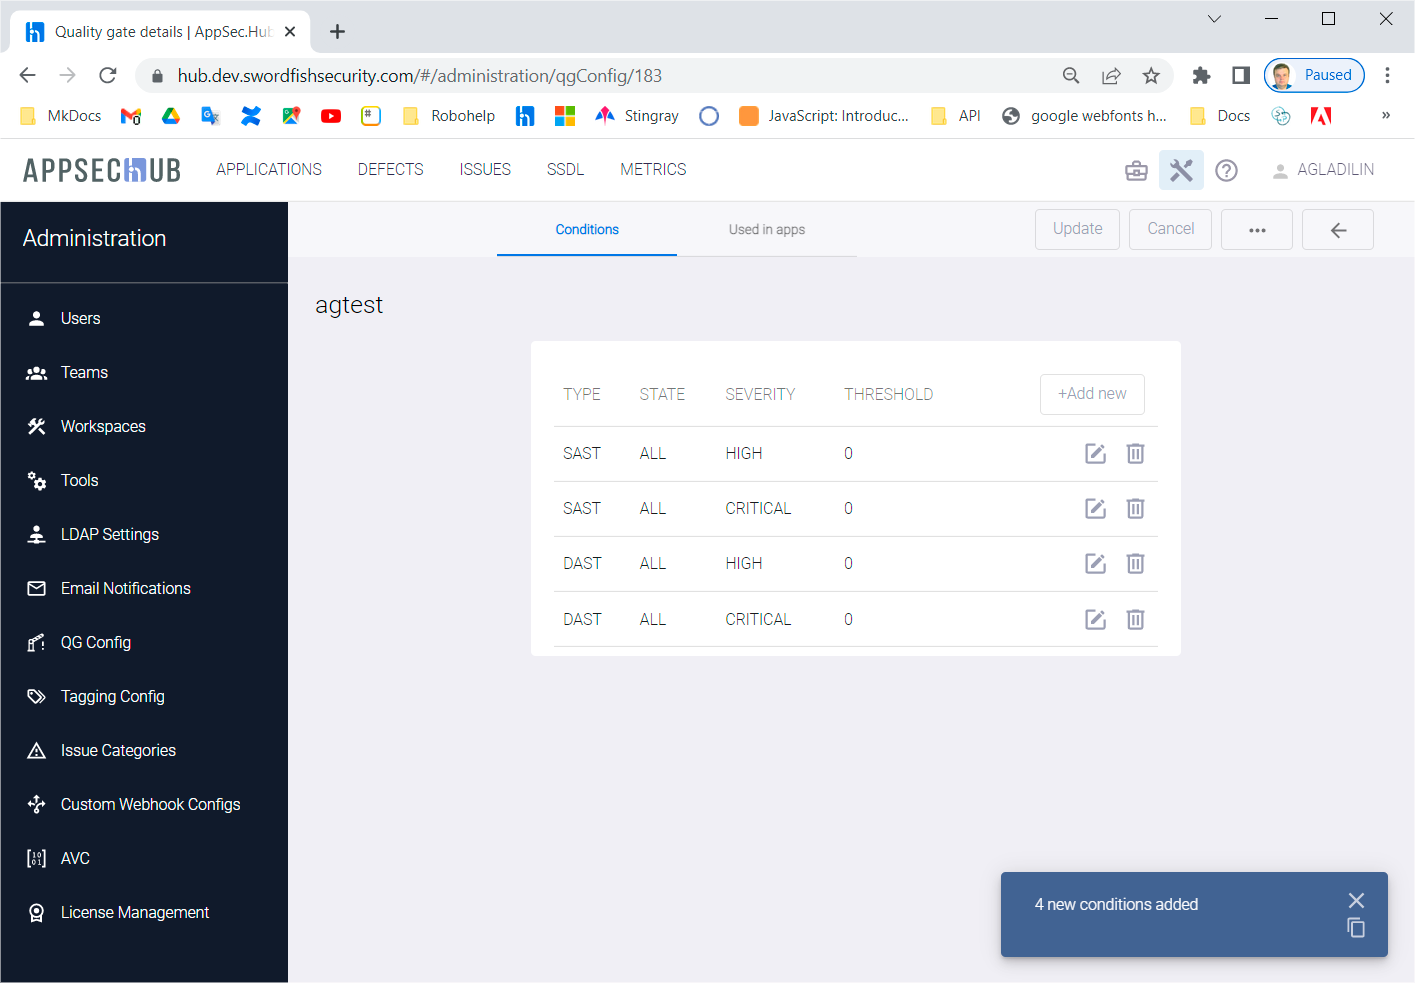 Quality gate details | AppSec.Hub
hub.dev.swordfishsecurity.com/#/administration/qgConfig/183
Paused
MkDocs
Robohelp
Stingray
JavaScript: Introduc...
API
google webfonts h...
Docs
»
APPSECHUB
APPLICATIONS
DEFECTS
ISSUES
SSDL
METRICS
AGLADILIN
Administration
Conditions
Used in apps
Update
Cancel
Users
Teams
Workspaces
Tools
LDAP Settings
Email Notifications
QG Config
Tagging Config
Issue Categories
Custom Webhook Configs
AVC
License Management
agtest
TYPE STATE SEVERITY THRESHOLD +Add new
SAST ALL HIGH 0
SAST ALL CRITICAL 0
DAST ALL HIGH 0
DAST ALL CRITICAL 0
4 new conditions added